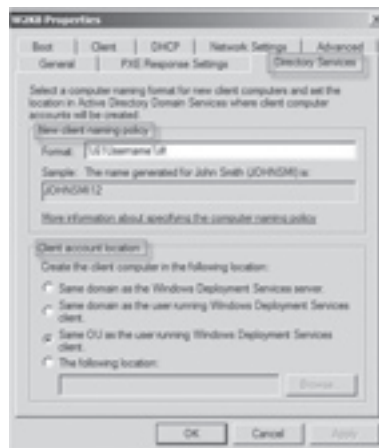 W2K8 Properties
Boot Client DHCP Network Settings Advanced
General PXE Response Settings Directory Services
Select a computer naming format for new client computers and set the
location in Active Directory Domain Services where client computer
accounts will be created.
New client naming policy
Format:
Sample: The name generated for John Smith (JOHNSMI) is:
JOHNSMI12
More information about specifying the computer naming policy
Client account location
Create the client computer in the following location:
Same domain as the Windows Deployment Services server.
Same domain as the user running Windows Deployment Services
client.
Same OU as the user running Windows Deployment Services
client.
The following location:
Browse...
OK Cancel Apply